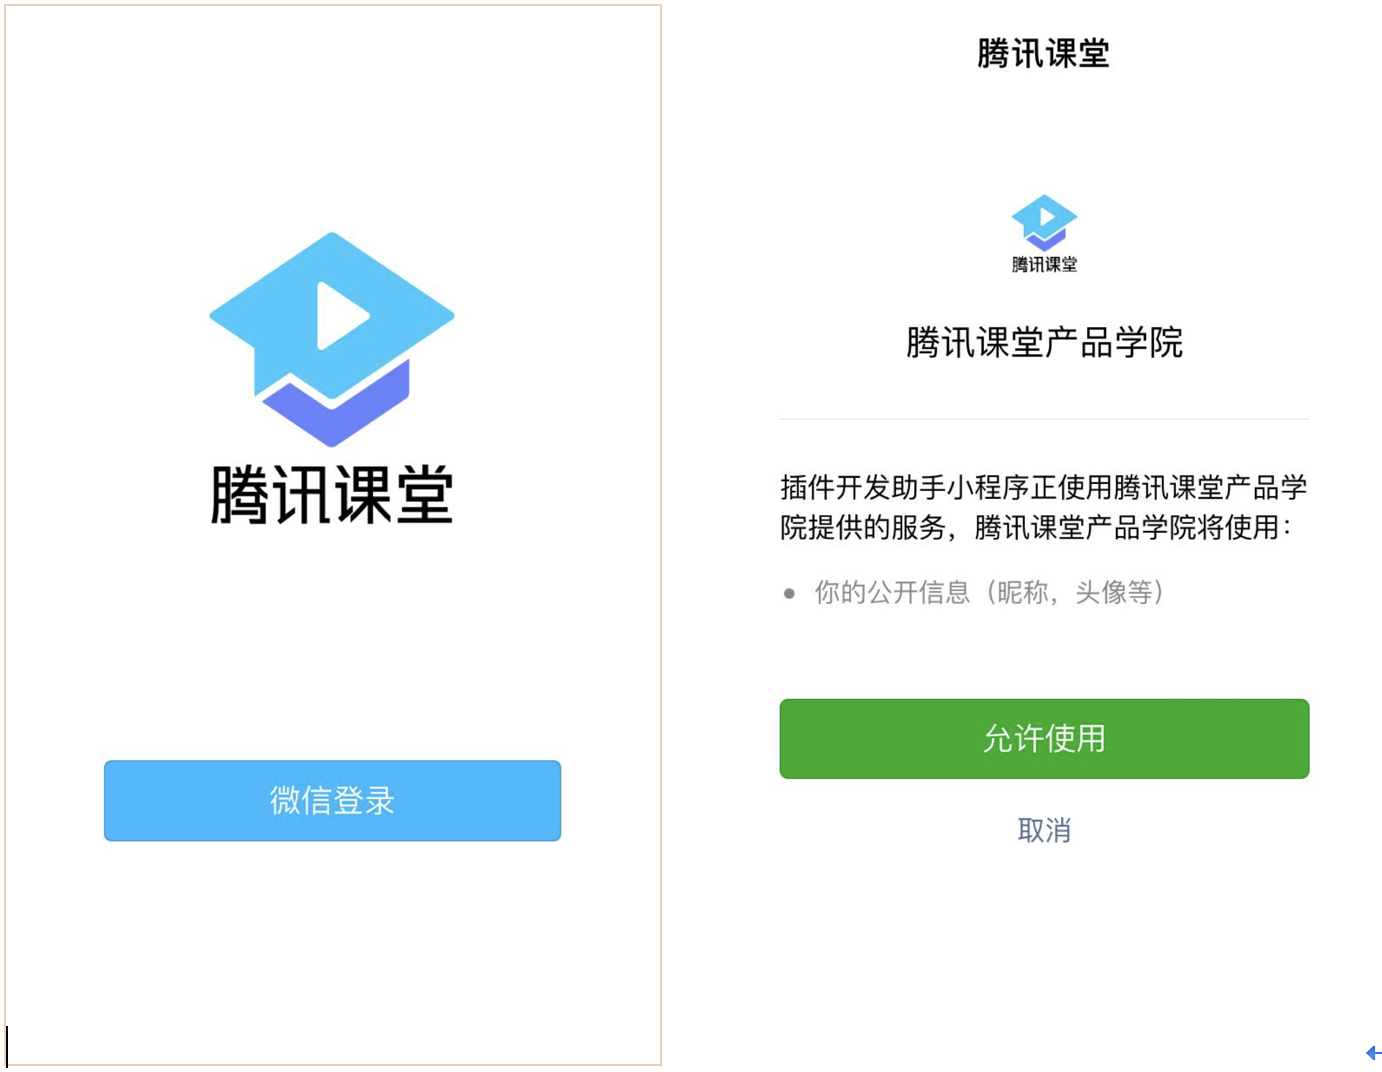 腾讯课堂
微信登录
腾讯课堂
腾讯课堂
腾讯课堂产品学院
插件开发助手小程序正使用腾讯课堂产品学
院提供的服务，腾讯课堂产品学院将使用：
● 你的公开信息（昵称，头像等）
允许使用
取消